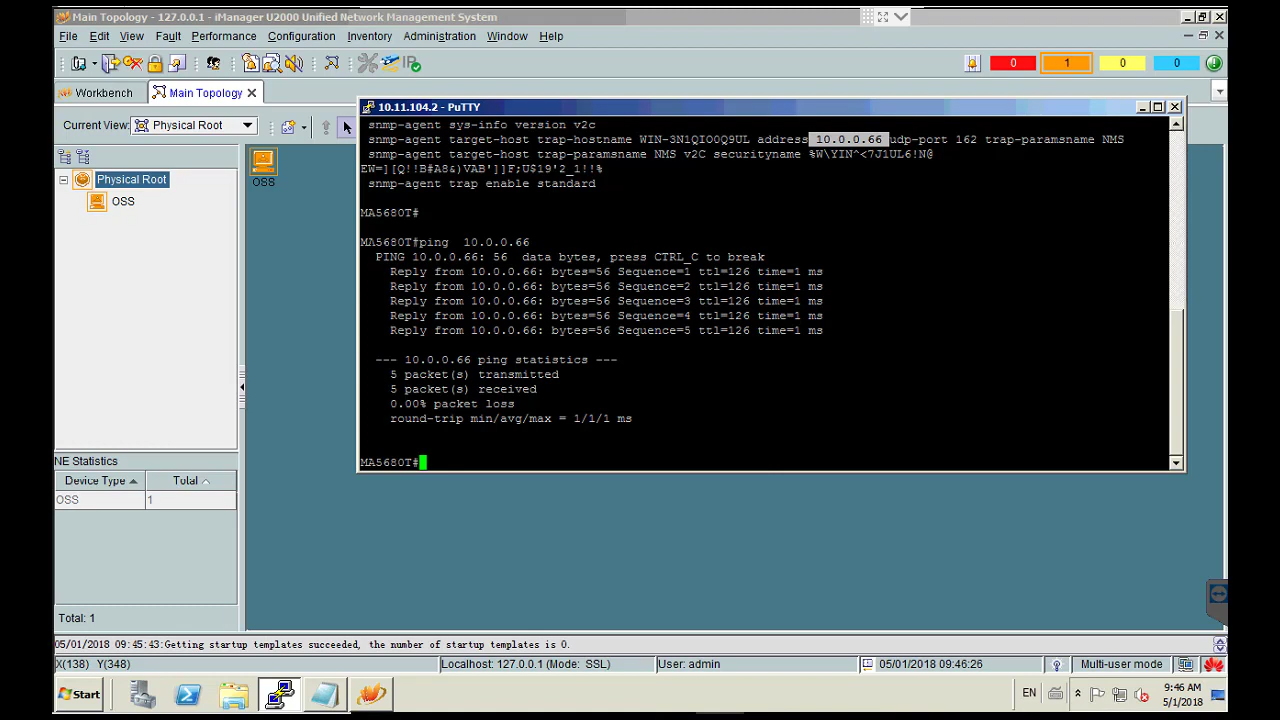 Main Topology - 127.0.0.1 - iManager U2000 Unified Network Management System
File Edit View Fault Performance Configuration Inventory Administration Window Help
0 1 0 0
Workbench Main Topology
Current View: Physical Root
Physical Root
OSS
OSS
10.11.104.2 - PuTTY
snmp-agent sys-info version v2c
snmp-agent target-host trap-hostname WIN-3N1QIO0Q9UL address 10.0.0.66 udp-port 162 trap-paramsname NMS
snmp-agent target-host trap-paramsname NMS v2C securityname %W\YIN^<7J1UL6!N@
EW=][Q!!B#A8&)VAB']]F;U$19'2_1!!%
snmp-agent trap enable standard
MA5680T#
MA5680T#ping 10.0.0.66
PING 10.0.0.66: 56 data bytes, press CTRL_C to break
Reply from 10.0.0.66: bytes=56 Sequence=1 ttl=126 time=1 ms
Reply from 10.0.0.66: bytes=56 Sequence=2 ttl=126 time=1 ms
Reply from 10.0.0.66: bytes=56 Sequence=3 ttl=126 time=1 ms
Reply from 10.0.0.66: bytes=56 Sequence=4 ttl=126 time=1 ms
Reply from 10.0.0.66: bytes=56 Sequence=5 ttl=126 time=1 ms
--- 10.0.0.66 ping statistics ---
5 packet(s) transmitted
5 packet(s) received
0.00% packet loss
round-trip min/avg/max = 1/1/1 ms
MA5680T#
NE Statistics
Device Type Total
OSS 1
Total: 1
05/01/2018 09:45:43:Getting startup templates succeeded, the number of startup templates is 0.
X(138) Y(348) Localhost: 127.0.0.1 (Mode: SSL) User: admin 05/01/2018 09:46:26 Multi-user mode
Start EN 9:46 AM
5/1/2018